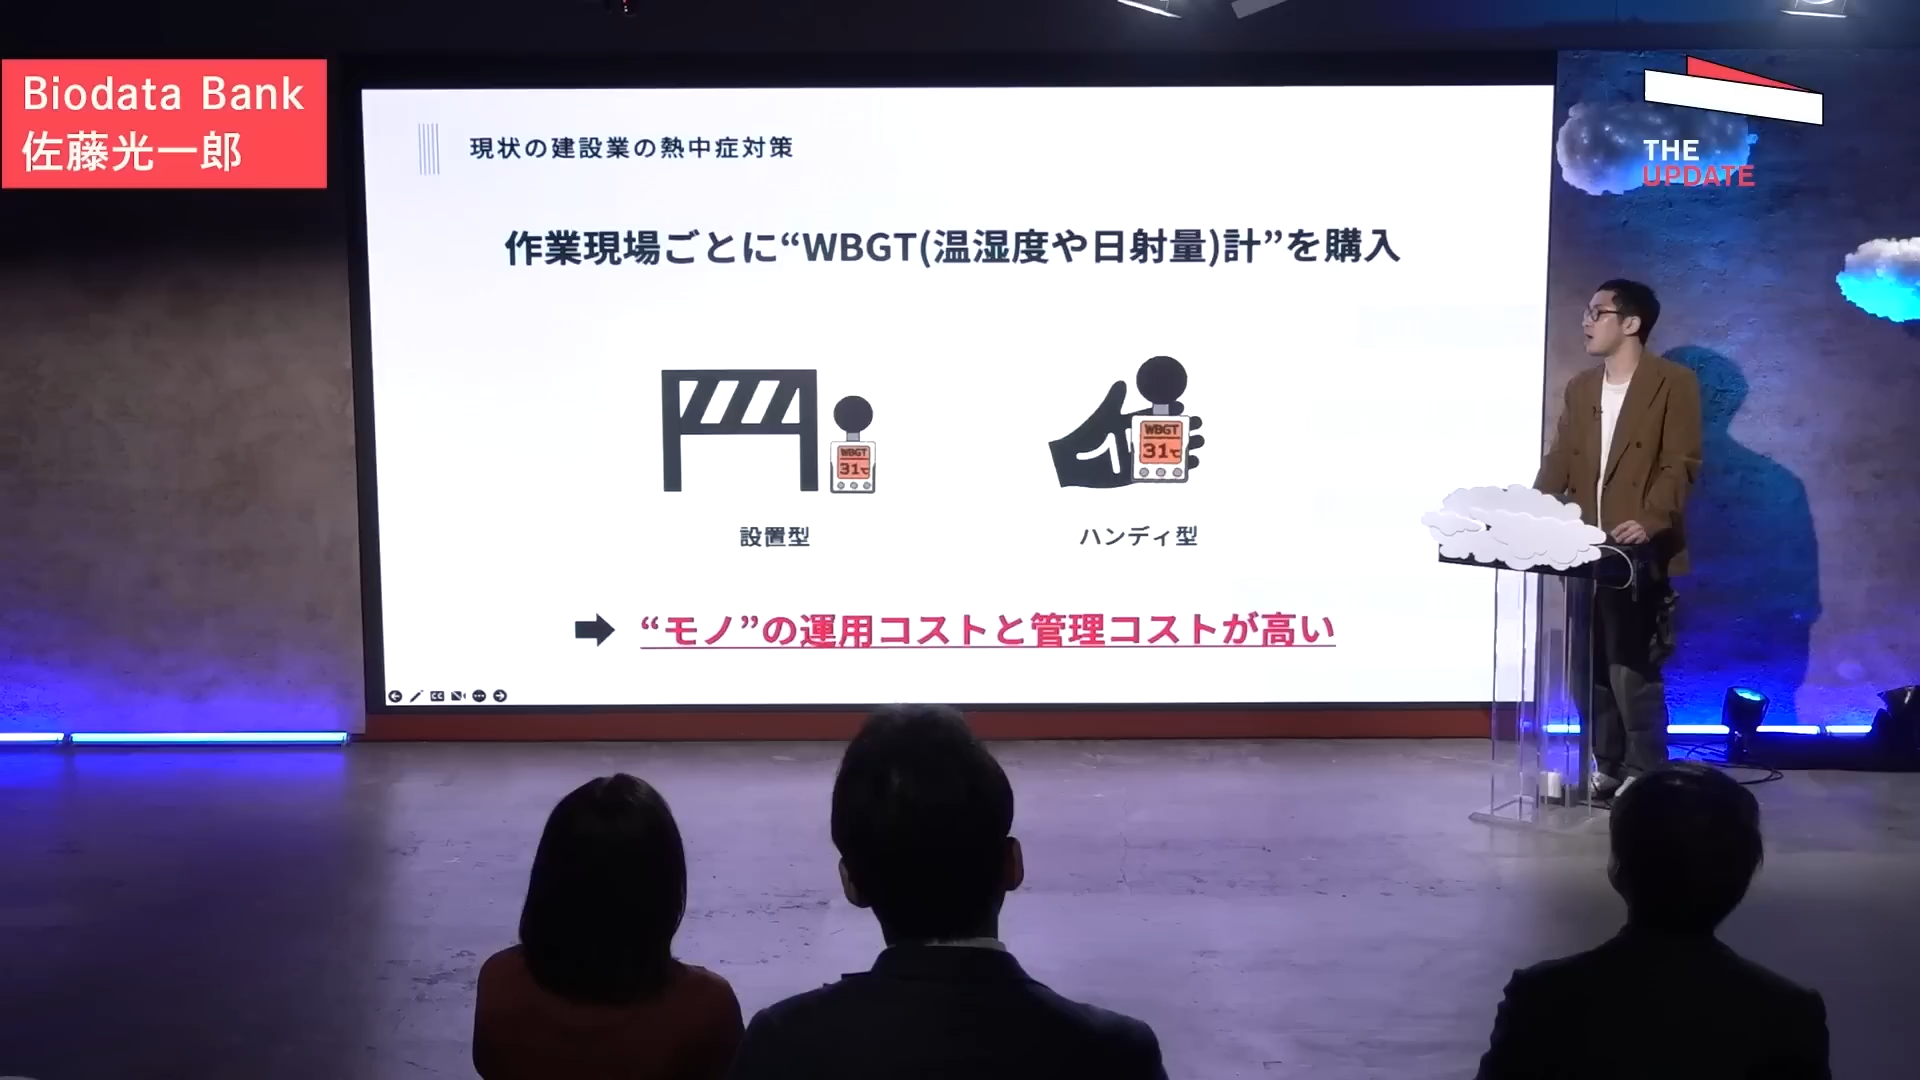 Biodata Bank
佐藤光一郎
THE
UPDATE
現状の建設業の熱中症対策
作業現場ごとに“WBGT(温湿度や日射量)計”を購入
WBGT
31℃
WBGT
31℃
設置型
ハンディ型
“モノ”の運用コストと管理コストが高い